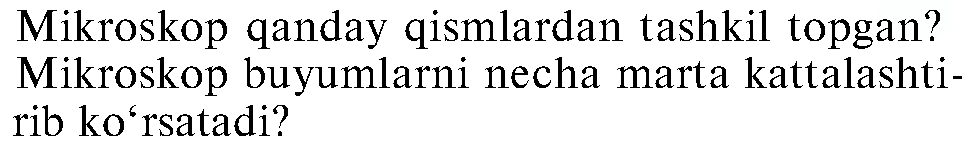 Mikroskop qanday qismlardan tashkil topgan?
Mikroskop buyumlarni necha marta kattalashti-
rib ko‘rsatadi?